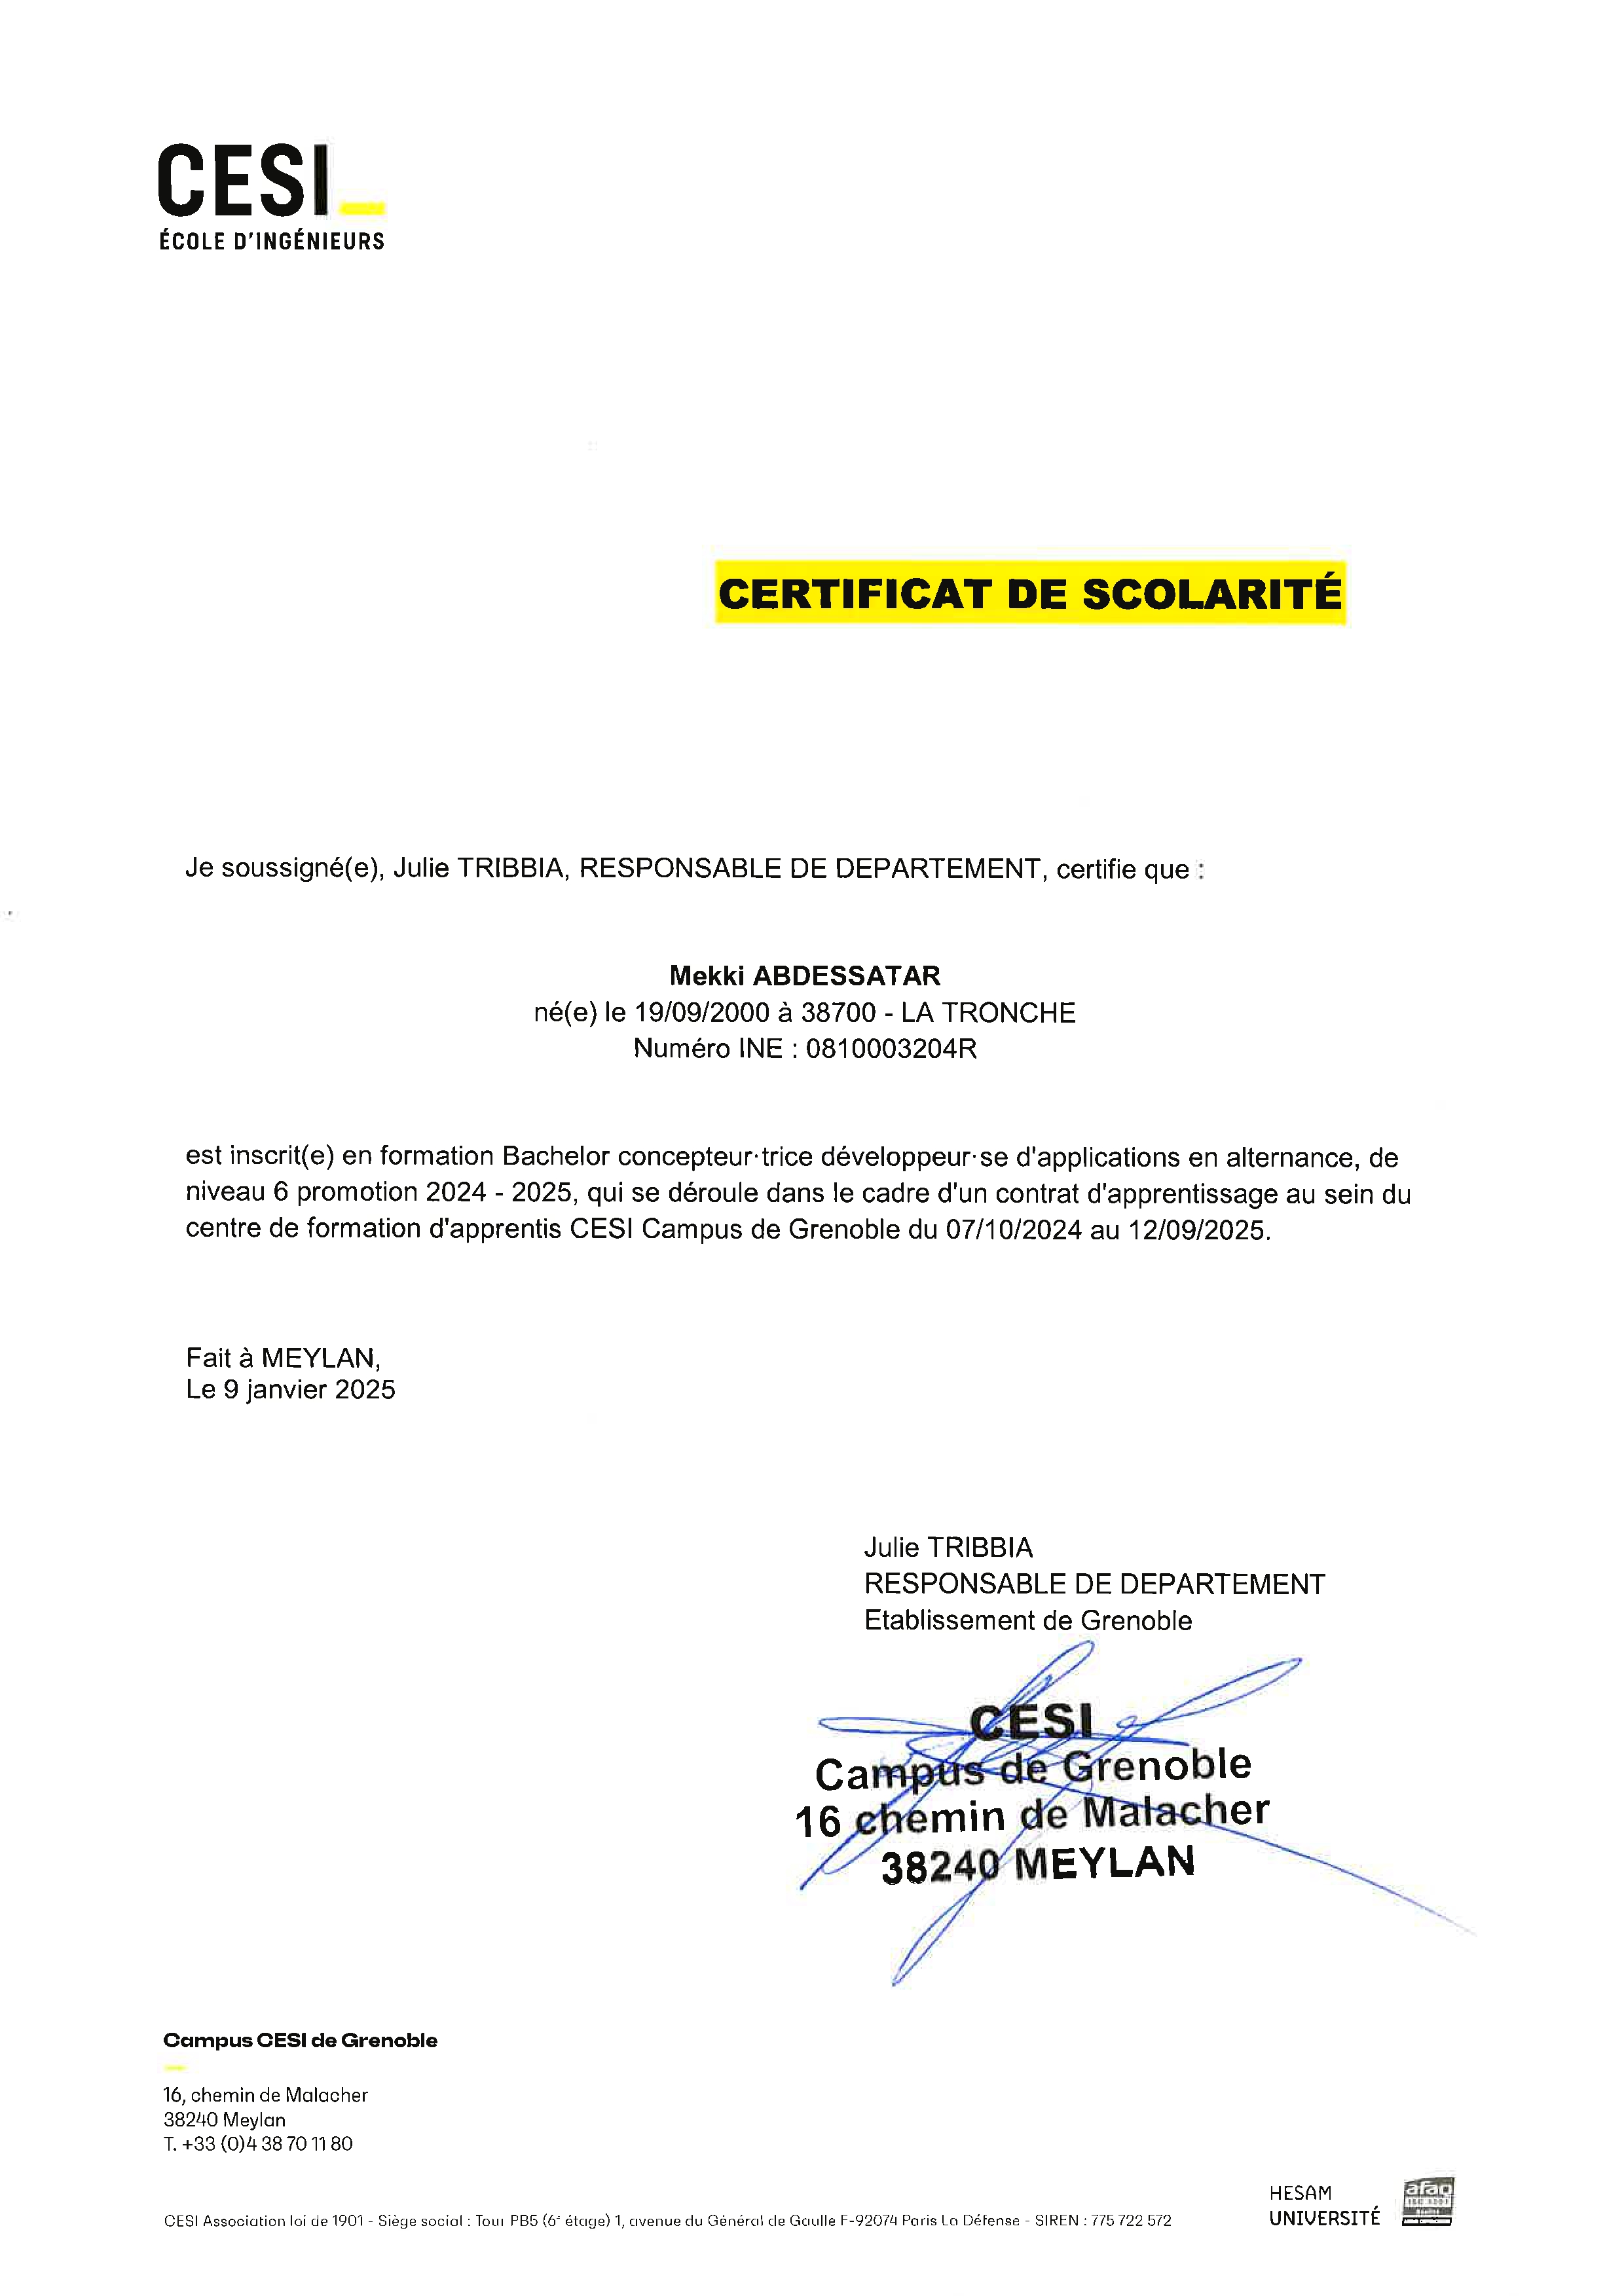 CESI_
ÉCOLE D'INGÉNIEURS
CERTIFICAT DE SCOLARITÉ
Je soussigné(e), Julie TRIBBIA, RESPONSABLE DE DEPARTEMENT, certifie que :
Mekki ABDESSATAR
né(e) le 19/09/2000 à 38700 - LA TRONCHE
Numéro INE : 0810003204R
est inscrit(e) en formation Bachelor concepteur·trice développeur·se d'applications en alternance, de
niveau 6 promotion 2024 - 2025, qui se déroule dans le cadre d'un contrat d'apprentissage au sein du
centre de formation d'apprentis CESI Campus de Grenoble du 07/10/2024 au 12/09/2025.
Fait à MEYLAN,
Le 9 janvier 2025
Julie TRIBBIA
RESPONSABLE DE DEPARTEMENT
Etablissement de Grenoble
CESI
Campus de Grenoble
16 chemin de Malacher
38240 MEYLAN
Campus CESI de Grenoble
16, chemin de Malacher
38240 Meylan
T. +33 (0)4 38 70 11 80
HESAM
UNIVERSITÉ
afaq
ISO 9001
CESI Association loi de 1901 - Siège social : Tour PB5 (6e étage) 1, avenue du Général de Gaulle F-92074 Paris La Défense - SIREN : 775 722 572